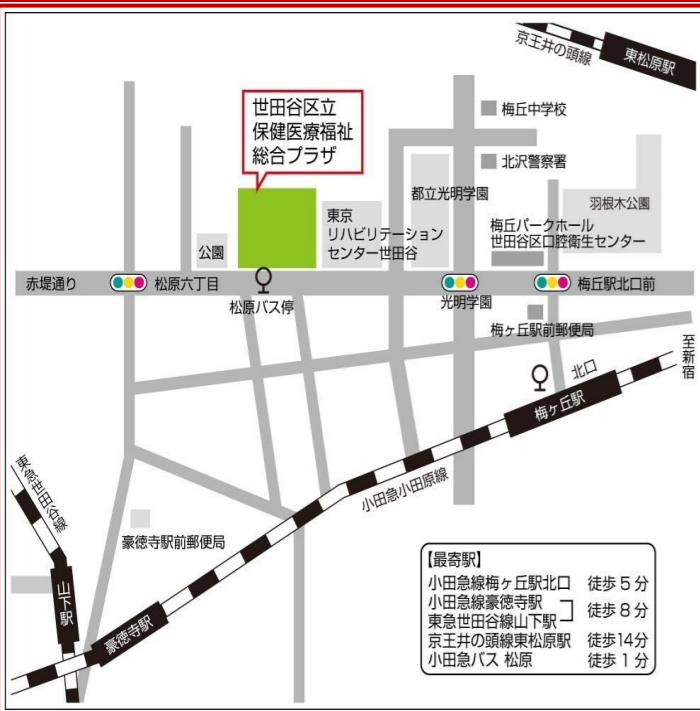 京王井の頭線
東松原駅
世田谷区立
保健医療福祉
総合プラザ
梅丘中学校
北沢警察署
都立光明学園
羽根木公園
東京
リハビリテーション
センター世田谷
梅丘パークホール
世田谷区口腔衛生センター
公園
赤堤通り
松原六丁目
梅丘駅北口前
松原バス停
光明学園
梅ヶ丘駅前郵便局
至新宿
北口
梅ヶ丘駅
小田急小田原線
東急世田谷線
豪徳寺駅前郵便局
山下駅
豪徳寺駅
【最寄駅】
小田急線梅ヶ丘駅北口 徒歩5分
小田急線豪徳寺駅
東急世田谷線山下駅 徒歩8分
京王井の頭線東松原駅 徒歩14分
小田急バス 松原 徒歩1分